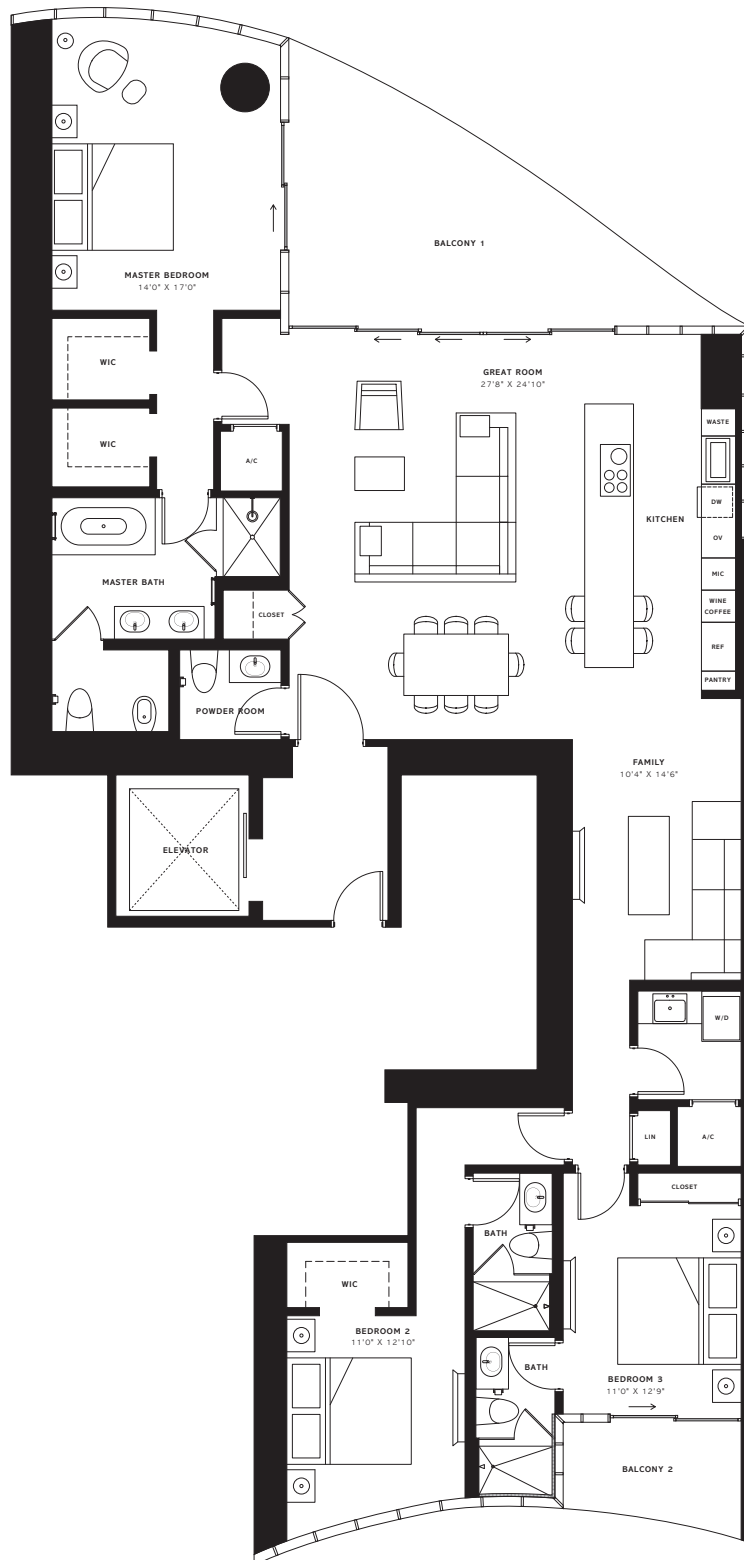 BALCONY 1
MASTER BEDROOM
14'0" X 17'0"
WIC
GREAT ROOM
27'8" X 24'10"
WASTE
WIC
A/C
DW
KITCHEN
OV
MIC
MASTER BATH
WINE
COFFEE
CLOSET
REF
PANTRY
POWDER ROOM
FAMILY
10'4" X 14'6"
ELEVATOR
W/D
LIN
A/C
CLOSET
BATH
WIC
BEDROOM 2
11'0" X 12'10"
BATH
BEDROOM 3
11'0" X 12'9"
BALCONY 2